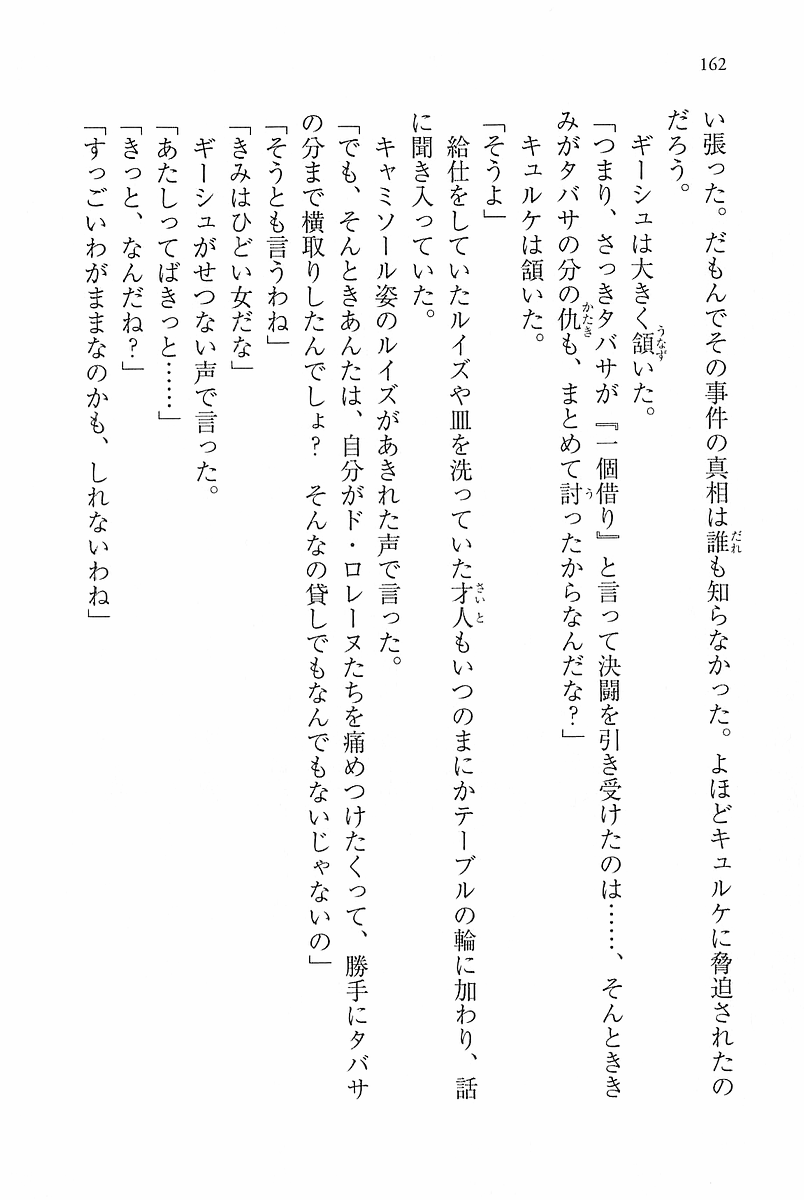 162
い張った。だもんでその事件の真相は誰も知らなかった。よほどキュルケに脅迫されたの
だろう。
　ギーシュは大きく頷いた。
「つまり、さっきタバサが『一個借り』と言って決闘を引き受けたのは……、そんときき
みがタバサの分の仇も、まとめて討ったからなんだな?」
　キュルケは頷いた。
「そうよ」
　給仕をしていたルイズや皿を洗っていた才人もいつのまにかテーブルの輪に加わり、話
に聞き入っていた。
　キャミソール姿のルイズがあきれた声で言った。
「でも、そんときあんたは、自分がド・ロレーヌたちを痛めつけたくって、勝手にタバサ
の分まで横取りしたんでしょ?　そんなの貸しでもなんでもないじゃないの」
「そうとも言うわね」
「きみはひどい女だな」
　ギーシュがせつない声で言った。
「あたしってばきっと……」
「きっと、なんだね?」
「すっごいわがままなのかも、しれないわね」